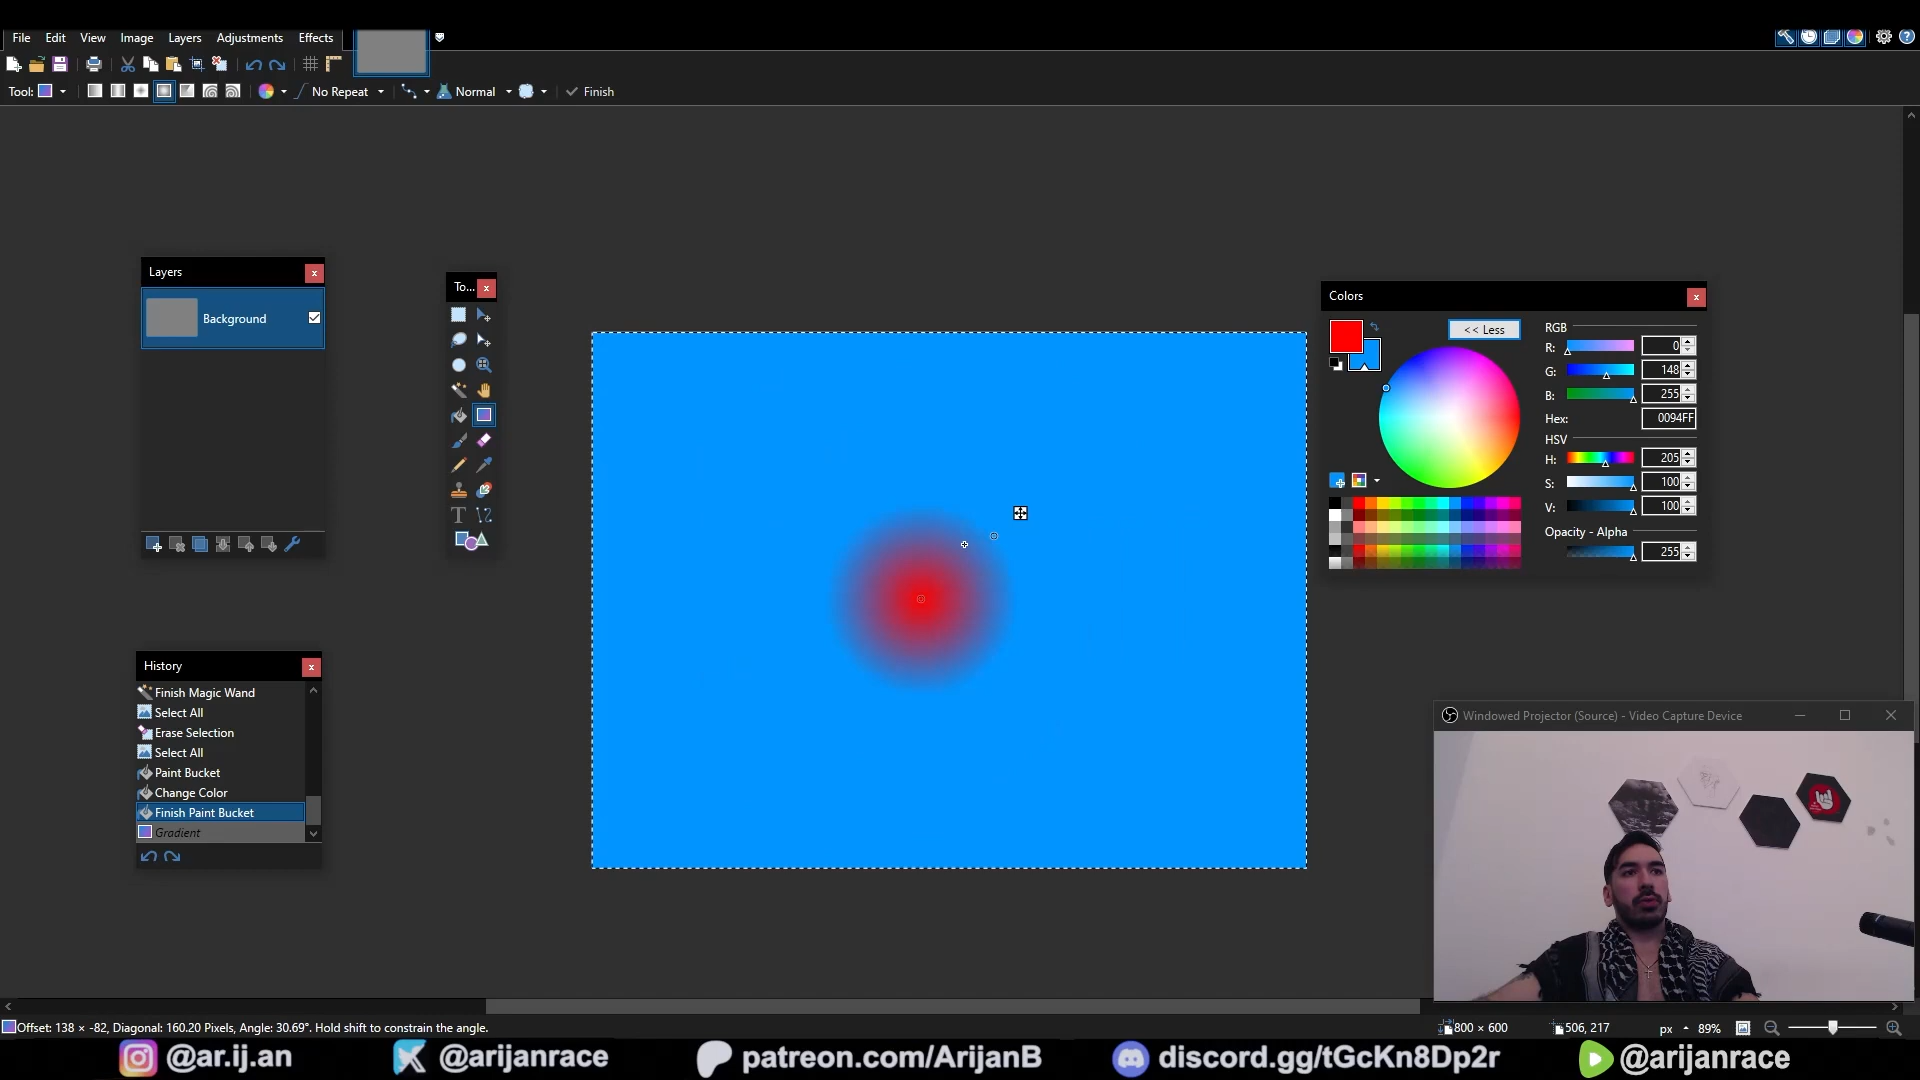 File Edit View Image Layers Adjustments Effects
Tool: No Repeat Normal Finish
Layers
Background
To...
Colors
<< Less
RGB
R: 0
G: 148
B: 255
Hex: 0094FF
HSV
H: 205
S: 100
V: 100
Opacity - Alpha
255
History
Finish Magic Wand
Select All
Erase Selection
Select All
Paint Bucket
Change Color
Finish Paint Bucket
Gradient
Windowed Projector (Source) - Video Capture Device
Offset: 138 × -82, Diagonal: 160.20 Pixels, Angle: 30.69°. Hold shift to constrain the angle.
800 × 600 506, 217 px 89%
@ar.ij.an @arijanrace patreon.com/ArijanB discord.gg/tGcKn8Dp2r @arijanrace